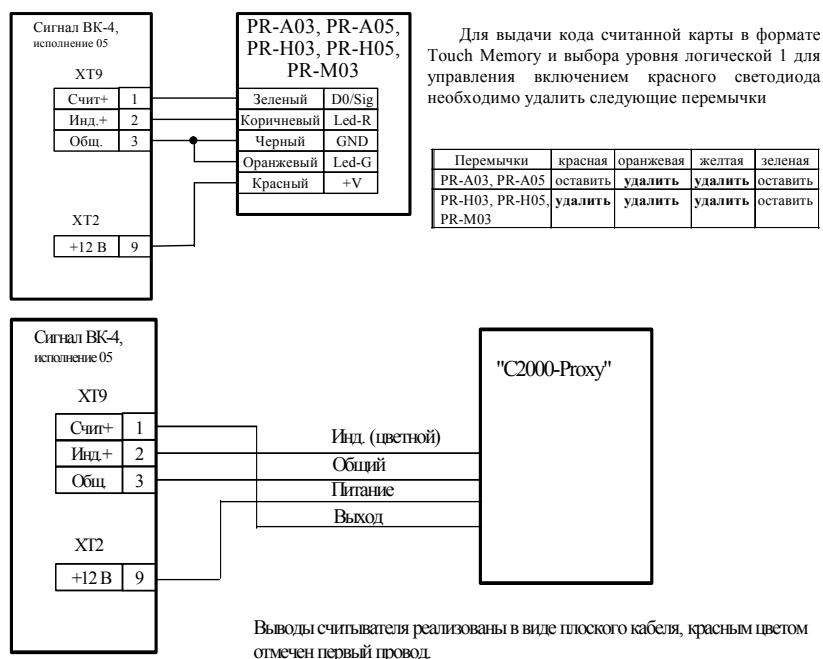 Сигнал ВК-4,
исполнение 05
XT9
Счит+ 1
Инд.+ 2
Общ. 3
XT2
+12 В 9
PR-A03, PR-A05,
PR-H03, PR-H05,
PR-M03
Зеленый D0/Sig
Коричневый Led-R
Черный GND
Оранжевый Led-G
Красный +V
Для выдачи кода считанной карты в формате
Touch Memory и выбора уровня логической 1 для
управления включением красного светодиода
необходимо удалить следующие перемычки
Перемычки красная оранжевая желтая зеленая
PR-A03, PR-A05 оставить удалить удалить оставить
PR-H03, PR-H05, удалить удалить удалить оставить
PR-M03
Сигнал ВК-4,
исполнение 05
XT9
Счит+ 1
Инд.+ 2
Общ. 3
XT2
+12 В 9
Инд. (цветной)
Общий
Питание
Выход
"C2000-Proxy"
Выводы считывателя реализованы в виде плоского кабеля, красным цветом
отмечен первый провод.